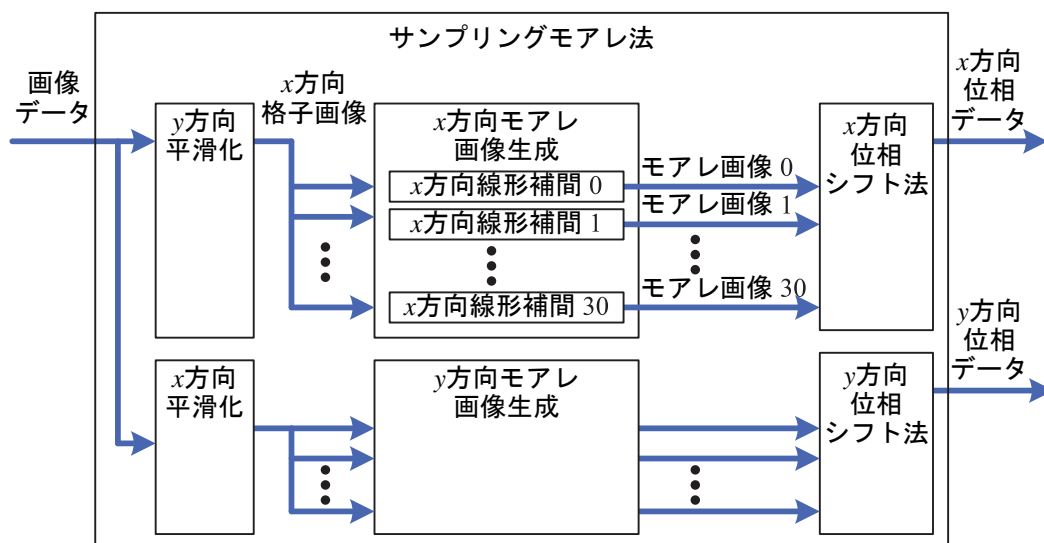 サンプリングモアレ法
画像
データ
y方向
平滑化
x方向
格子画像
x方向モアレ
画像生成
x方向線形補間 0
x方向線形補間 1
x方向線形補間 30
モアレ画像 0
モアレ画像 1
モアレ画像 30
x方向
位相
シフト法
x方向
位相
データ
x方向
平滑化
y方向モアレ
画像生成
y方向
位相
シフト法
y方向
位相
データ